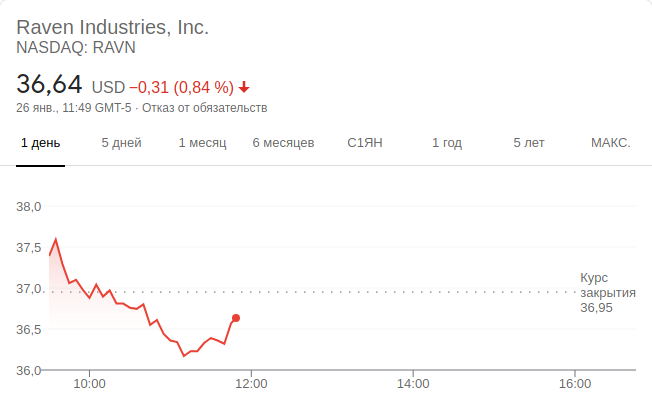 Raven Industries, Inc.
NASDAQ: RAVN
36,64 USD −0,31 (0,84 %)
26 янв., 11:49 GMT-5 · Отказ от обязательств
1 день 5 дней 1 месяц 6 месяцев С1ЯН 1 год 5 лет МАКС.
38,0
37,5
37,0
36,5
36,0
Курс
закрытия
36,95
10:00 12:00 14:00 16:00